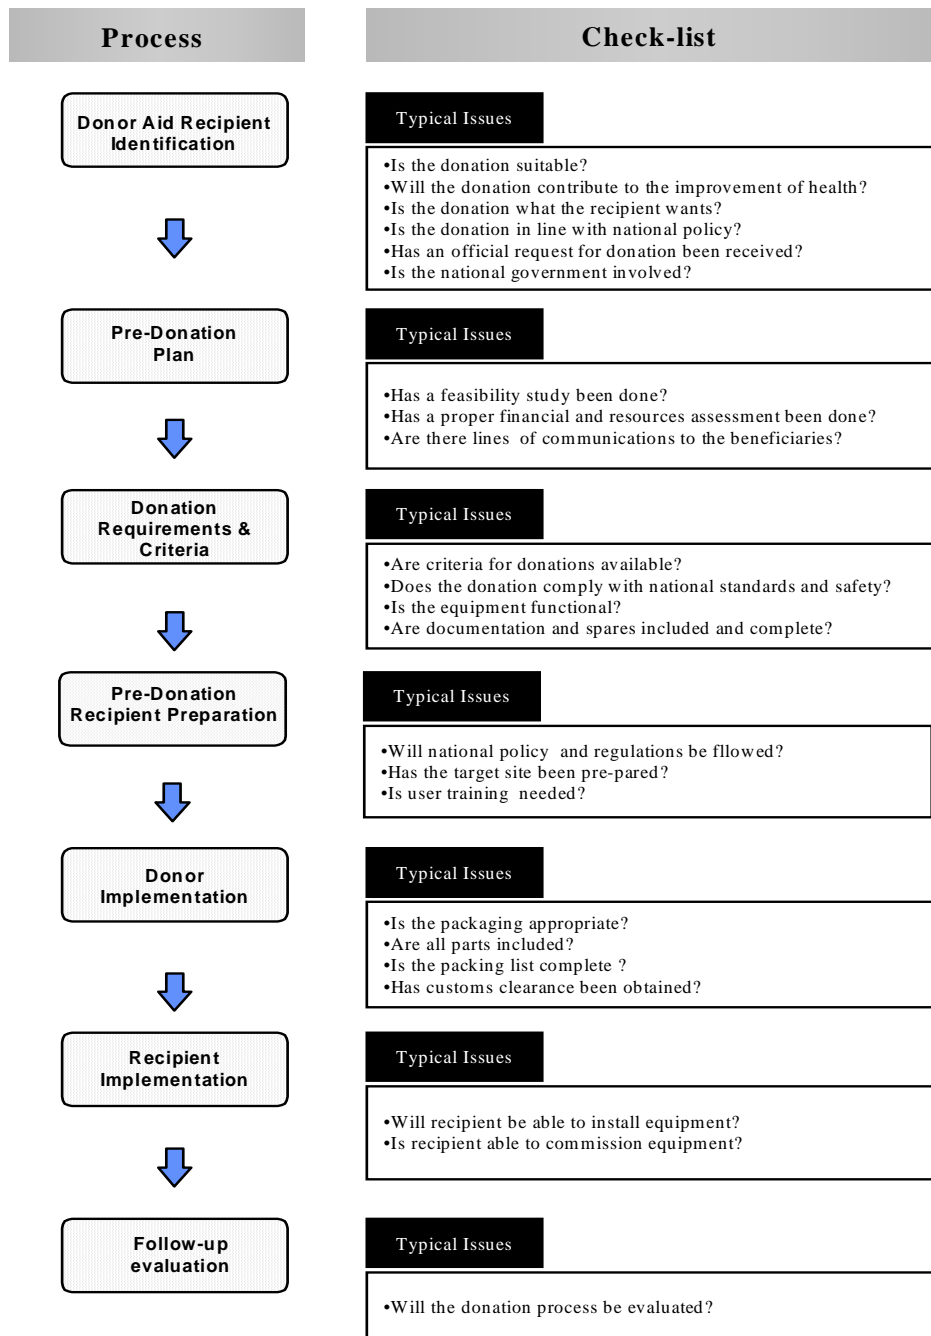 Process
Check-list
Donor Aid Recipient
Identification
Typical Issues
•Is the donation suitable?
•Will the donation contribute to the improvement of health?
•Is the donation what the recipient wants?
•Is the donation in line with national policy?
•Has an official request for donation been received?
•Is the national government involved?
Pre-Donation
Plan
Typical Issues
•Has a feasibility study been done?
•Has a proper financial and resources assessment been done?
•Are there lines of communications to the beneficiaries?
Donation
Requirements &
Criteria
Typical Issues
•Are criteria for donations available?
•Does the donation comply with national standards and safety?
•Is the equipment functional?
•Are documentation and spares included and complete?
Pre-Donation
Recipient Preparation
Typical Issues
•Will national policy and regulations be fllowed?
•Has the target site been pre-pared?
•Is user training needed?
Donor
Implementation
Typical Issues
•Is the packaging appropriate?
•Are all parts included?
•Is the packing list complete ?
•Has customs clearance been obtained?
Recipient
Implementation
Typical Issues
•Will recipient be able to install equipment?
•Is recipient able to commission equipment?
Follow-up
evaluation
Typical Issues
•Will the donation process be evaluated?